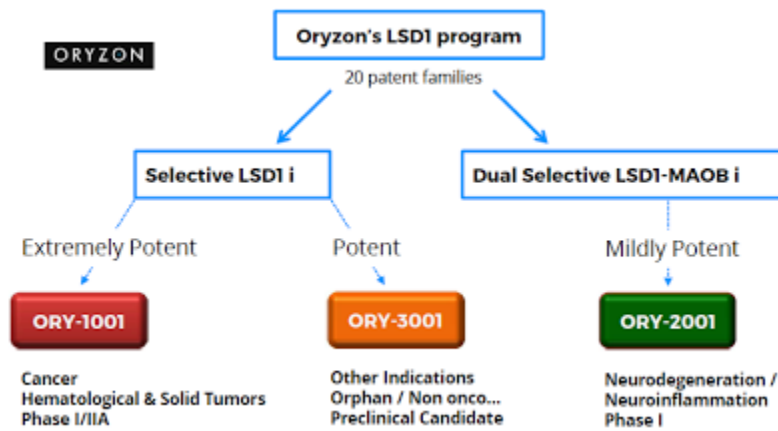 Oryzon's LSD1 program
ORYZON
20 patent families
Selective LSD1 i
Dual Selective LSD1-MAOB i
Extremely Potent
Potent
Mildly Potent
ORY-1001
ORY-3001
ORY-2001
Cancer
Hematological & Solid Tumors
Phase I/IIA
Other Indications
Orphan / Non onco...
Preclinical Candidate
Neurodegeneration /
Neuroinflammation
Phase I